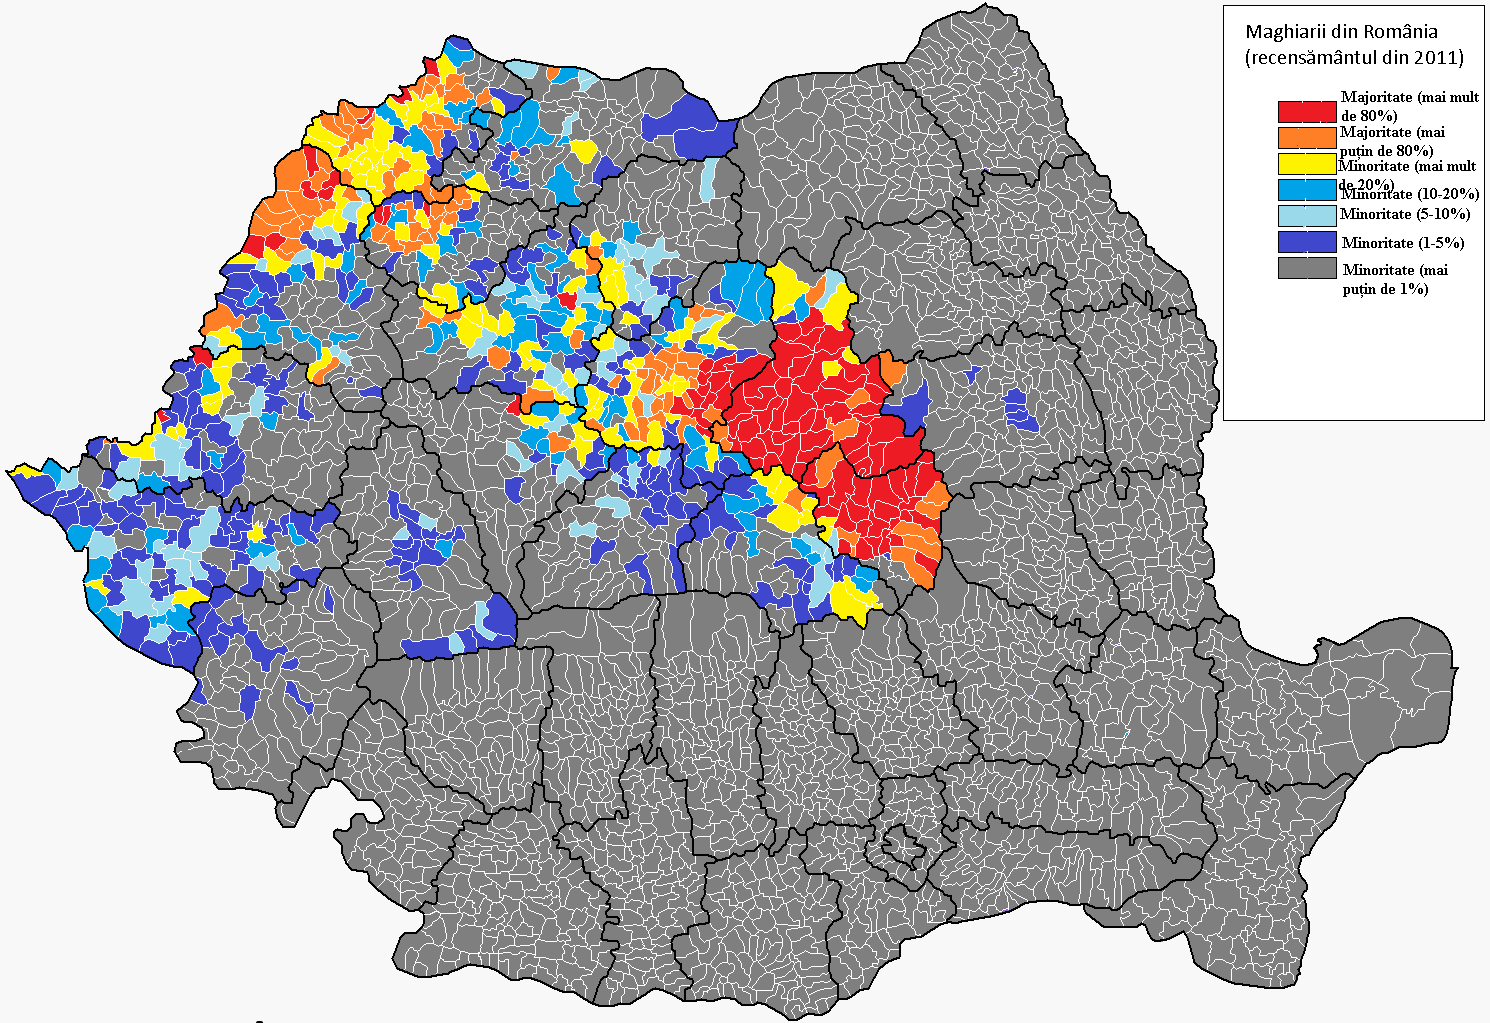 Maghiarii din România
(recensământul din 2011)
Majoritate (mai mult
de 80%)
Majoritate (mai
puțin de 80%)
Minoritate (mai mult
de 20%)
Minoritate (10-20%)
Minoritate (5-10%)
Minoritate (1-5%)
Minoritate (mai
puțin de 1%)